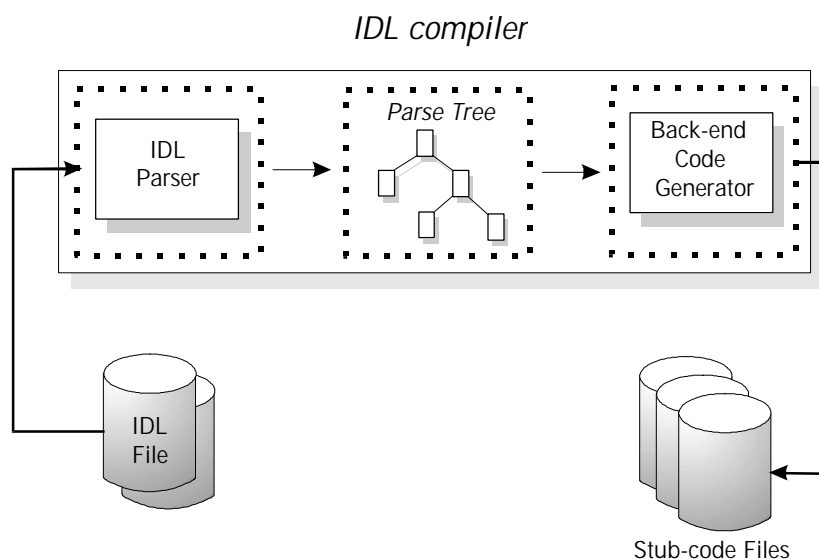 IDL compiler
IDL
Parser
Parse Tree
Back-end
Code
Generator
IDL
File
Stub-code Files